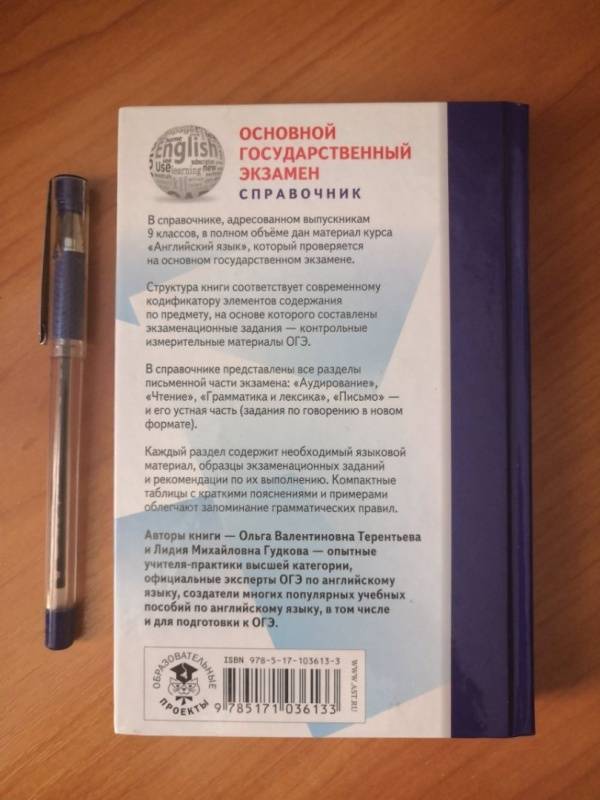 English
Use
learning
new
ОСНОВНОЙ
ГОСУДАРСТВЕННЫЙ
ЭКЗАМЕН
СПРАВОЧНИК
В справочнике, адресованном выпускникам
9 классов, в полном объёме дан материал курса
«Английский язык», который проверяется
на основном государственном экзамене.
Структура книги соответствует современному
кодификатору элементов содержания
по предмету, на основе которого составлены
экзаменационные задания — контрольные
измерительные материалы ОГЭ.
В справочнике представлены все разделы
письменной части экзамена: «Аудирование»,
«Чтение», «Грамматика и лексика», «Письмо» —
и его устная часть (задания по говорению в новом
формате).
Каждый раздел содержит необходимый языковой
материал, образцы экзаменационных заданий
и рекомендации по их выполнению. Компактные
таблицы с краткими пояснениями и примерами
облегчают запоминание грамматических правил.
Авторы книги — Ольга Валентиновна Терентьева
и Лидия Михайловна Гудкова — опытные
учителя-практики высшей категории,
официальные эксперты ОГЭ по английскому
языку, создатели многих популярных учебных
пособий по английскому языку, в том числе
и для подготовки к ОГЭ.
ОБРАЗОВАТЕЛЬНЫЕ
ПРОЕКТЫ
ISBN 978-5-17-103613-3
9 785171 036133
WWW.AST.RU